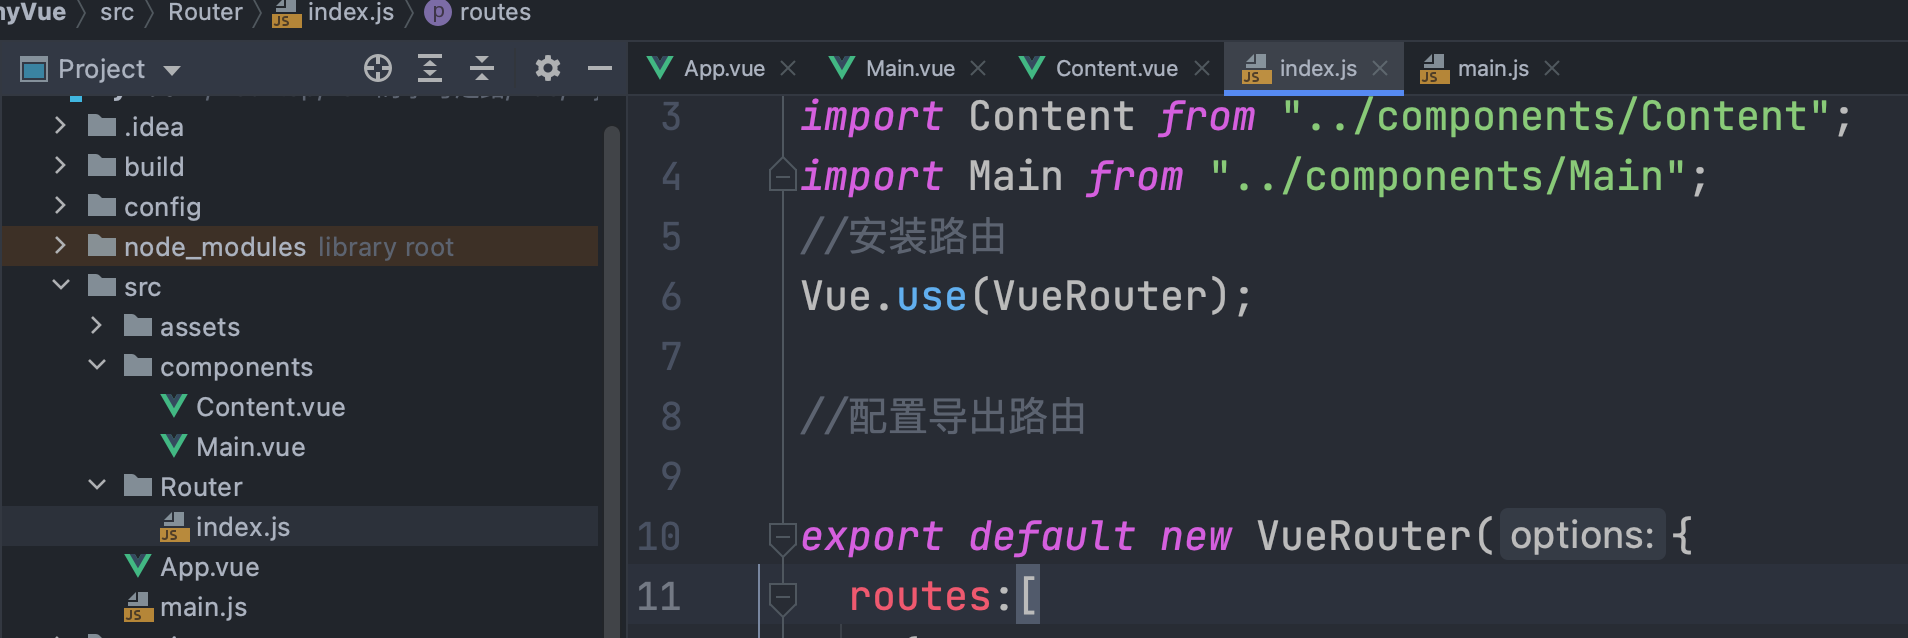 src Router index.js routes
Project
App.vue Main.vue Content.vue index.js main.js
.idea
build
config
node_modules library root
src
assets
components
Content.vue
Main.vue
Router
index.js
App.vue
main.js
3 import Content from "../components/Content";
4 import Main from "../components/Main";
5 //安装路由
6 Vue.use(VueRouter);
7
8 //配置导出路由
9
10 export default new VueRouter( options: {
11 routes:[